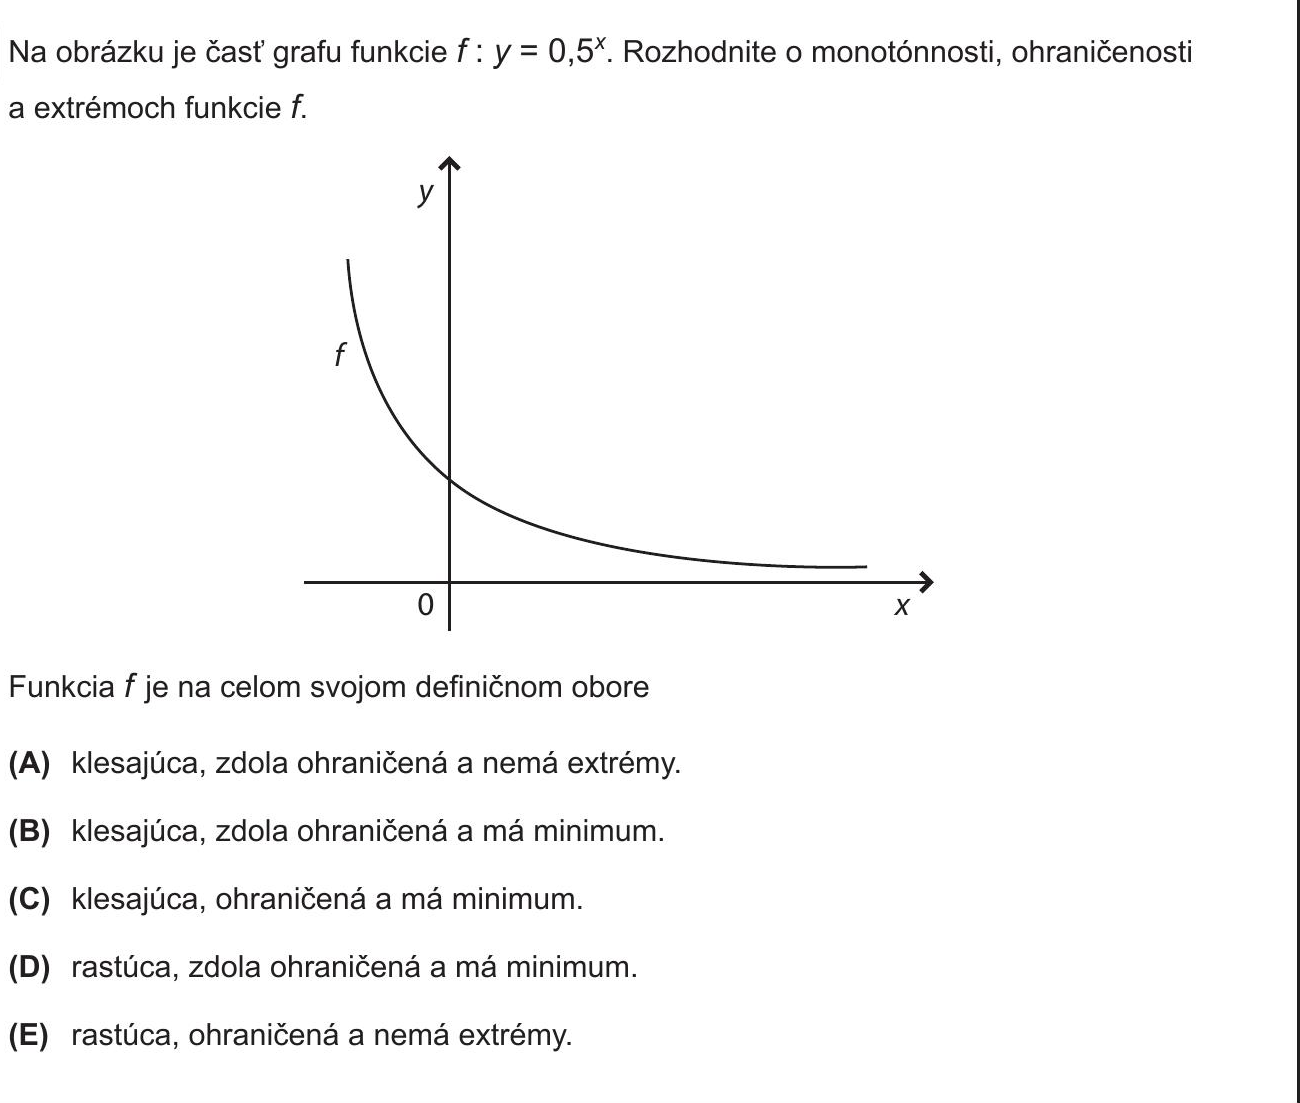 Na obrázku je časť grafu funkcie f : y = 0,5ˣ. Rozhodnite o monotónnosti, ohraničenosti
a extrémoch funkcie f.
y
f
0
x
Funkcia f je na celom svojom definičnom obore
(A) klesajúca, zdola ohraničená a nemá extrémy.
(B) klesajúca, zdola ohraničená a má minimum.
(C) klesajúca, ohraničená a má minimum.
(D) rastúca, zdola ohraničená a má minimum.
(E) rastúca, ohraničená a nemá extrémy.